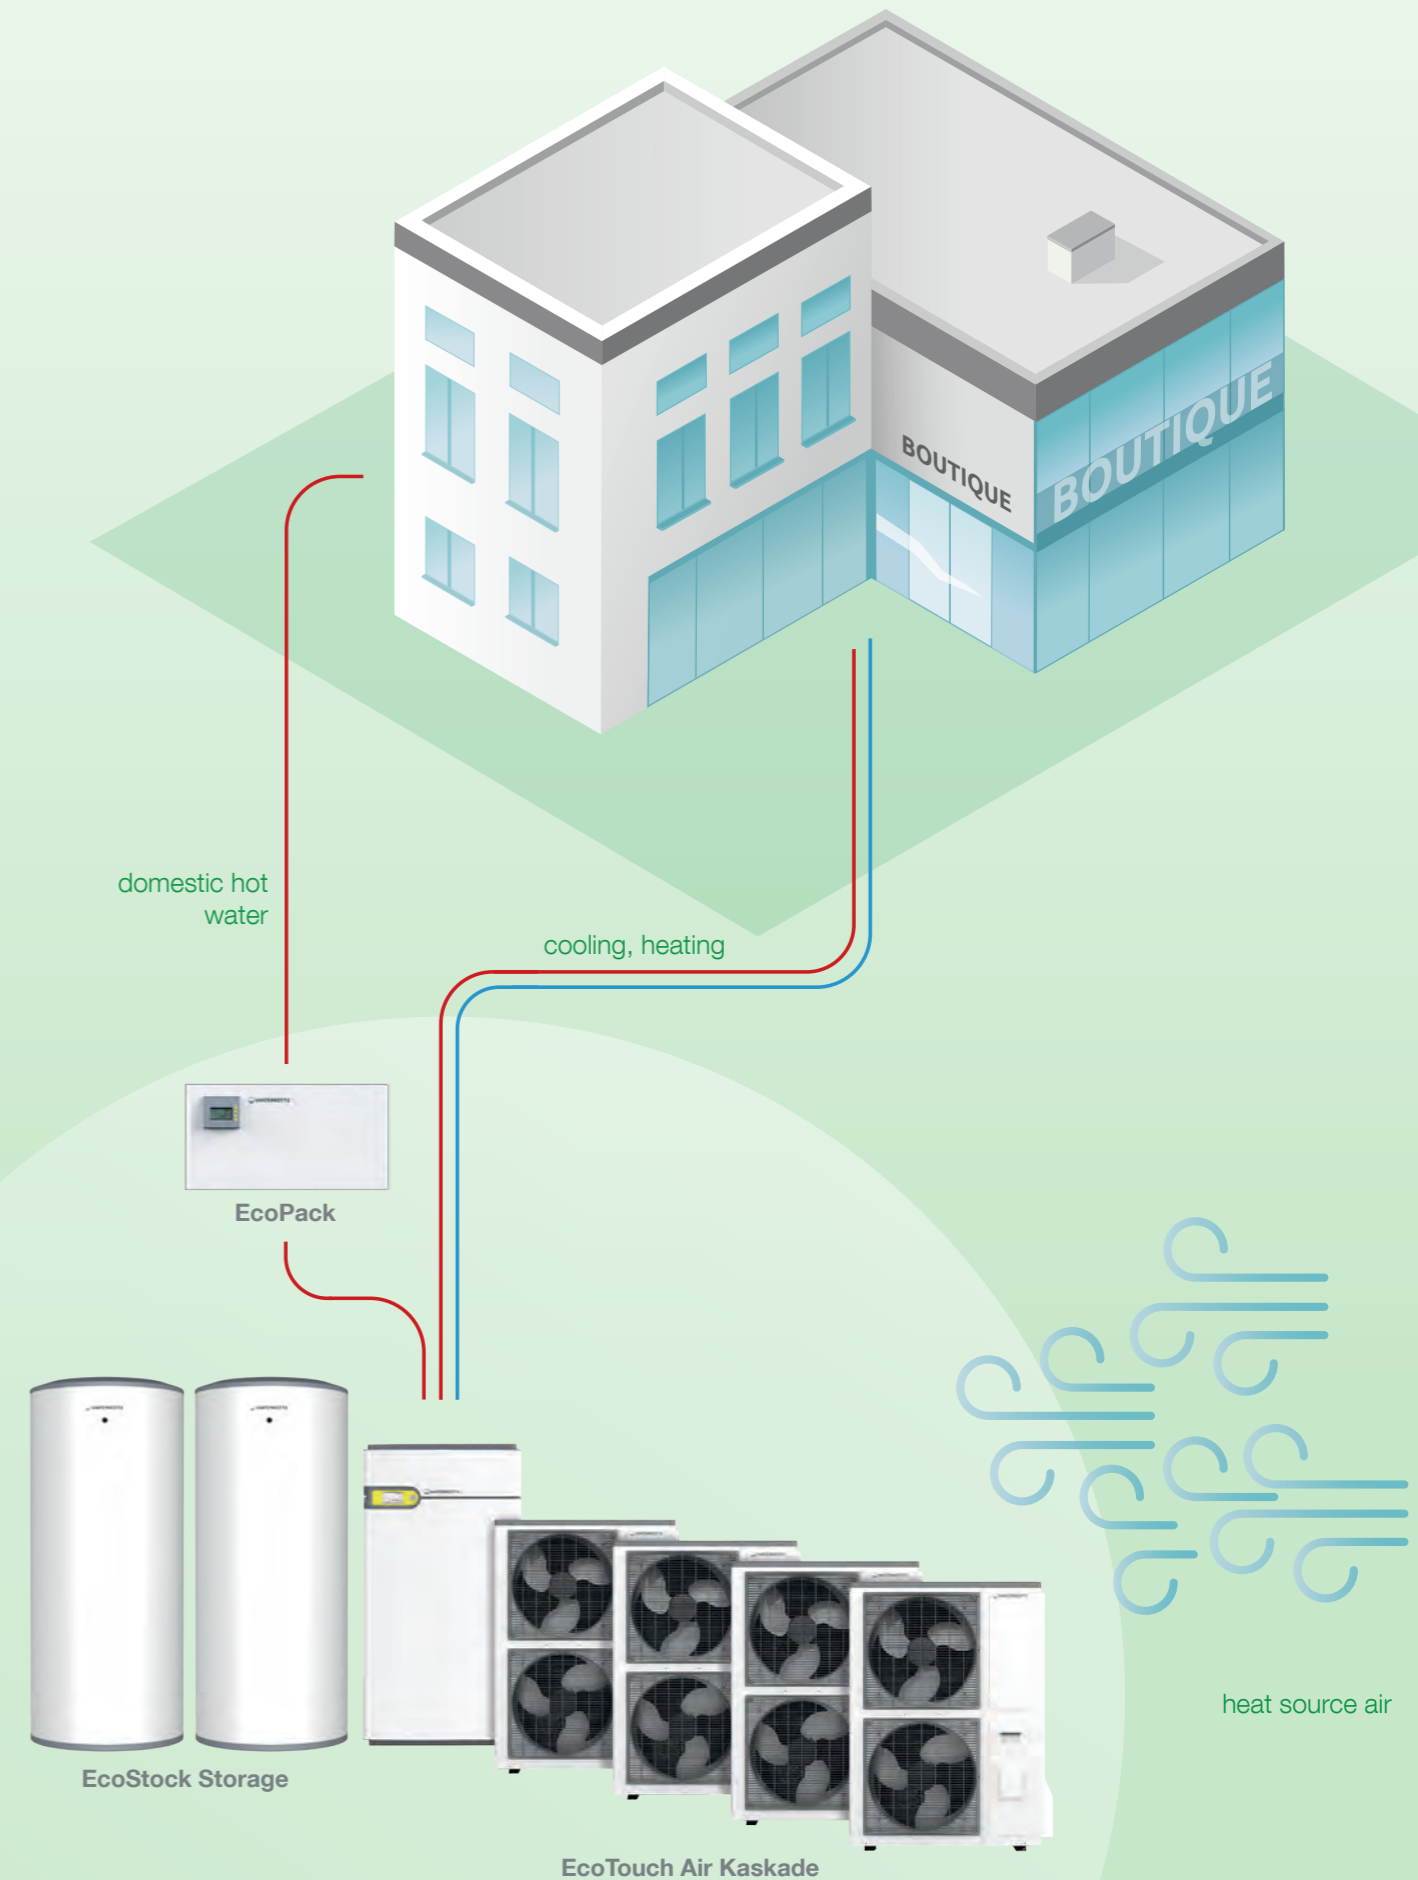 BOUTIQUE
BOUTIQUE
domestic hot
water
cooling, heating
EcoPack
heat source air
EcoStock Storage
EcoTouch Air Kaskade